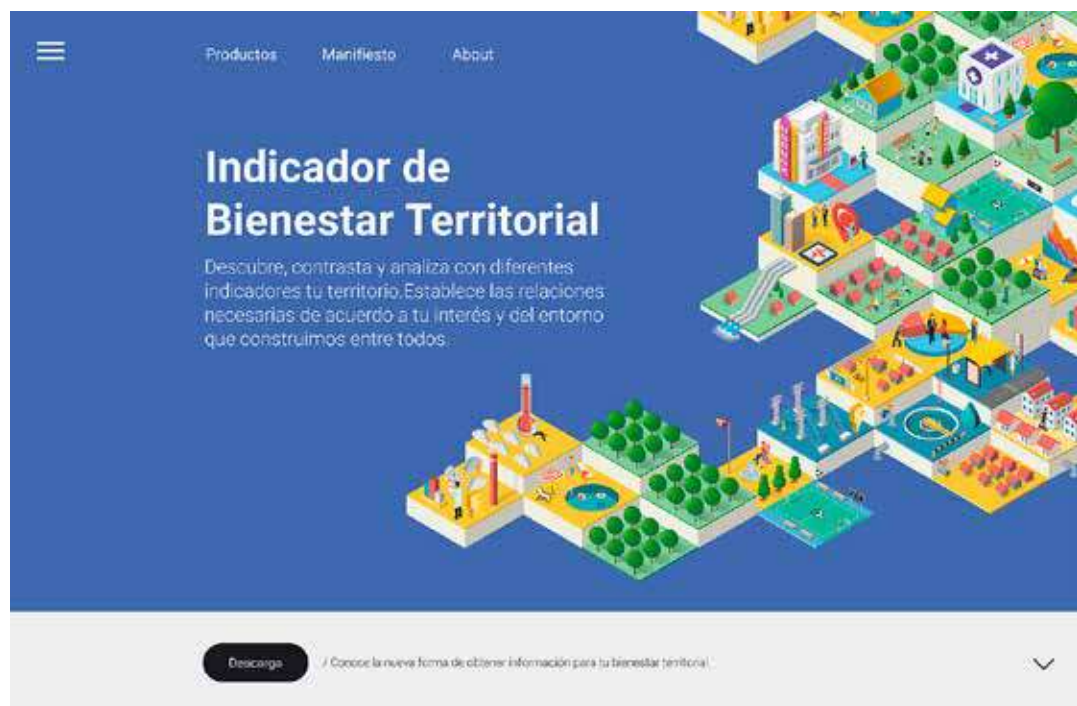 Productos
Manifiesto
About
Indicador de
Bienestar Territorial
Descubre, contrasta y analiza con diferentes
indicadores tu territorio.Establece las relaciones
necesarias de acuerdo a tu interés y del entorno
que construimos entre todos.
Descarga
/ Conoce la nueva forma de obtener información para tu bienestar territorial.